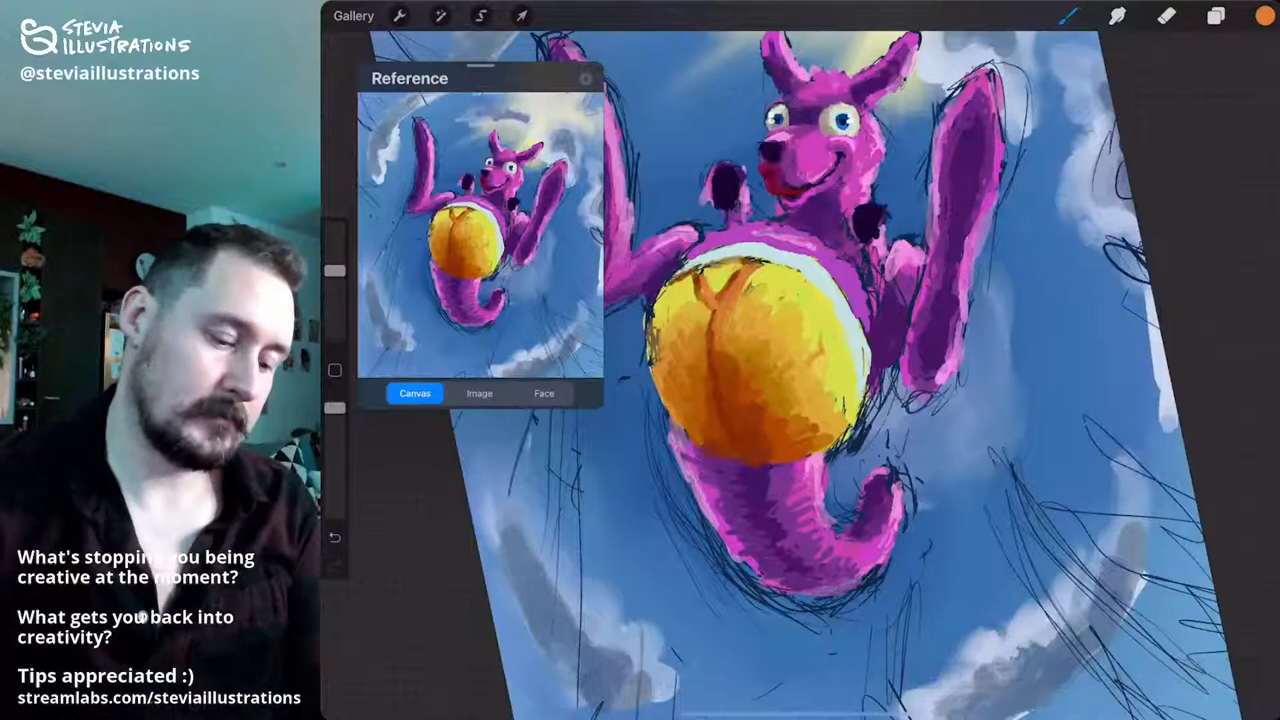 STEVIA
ILLUSTRATIONS
@steviaillustrations
Gallery
Reference
Canvas
Image
Face
What's stopping you being
creative at the moment?
What gets you back into
creativity?
Tips appreciated :)
streamlabs.com/steviaillustrations